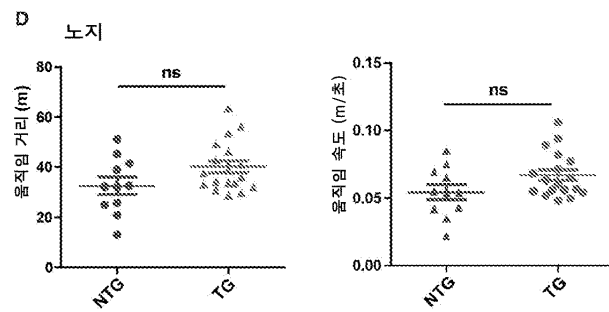 D
노지
ns
움직임 거리 (m)
80
60
40
20
0
NTG
TG
ns
움직임 속도 (m/초)
0.15
0.10
0.05
0.00
NTG
TG